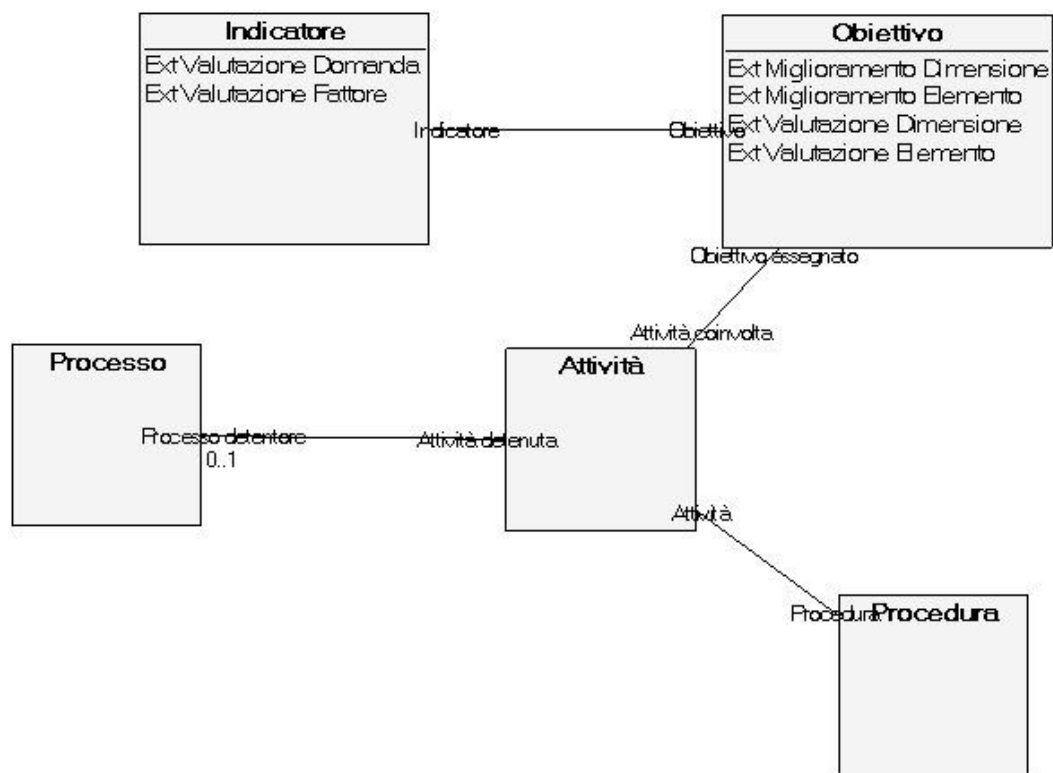 Indicatore
Ext Valutazione Domanda
Ext Valutazione Fattore
Indicatore
Obiettivo
Obiettivo
Ext Miglioramento Dimensione
Ext Miglioramento Elemento
Ext Valutazione Dimensione
Ext Valutazione Elemento
Obiettivo assegnato
Attività coinvolta
Processo
Processo detentore
0..1
Attività
Attività detenuta
Attività
Procedura
Procedura